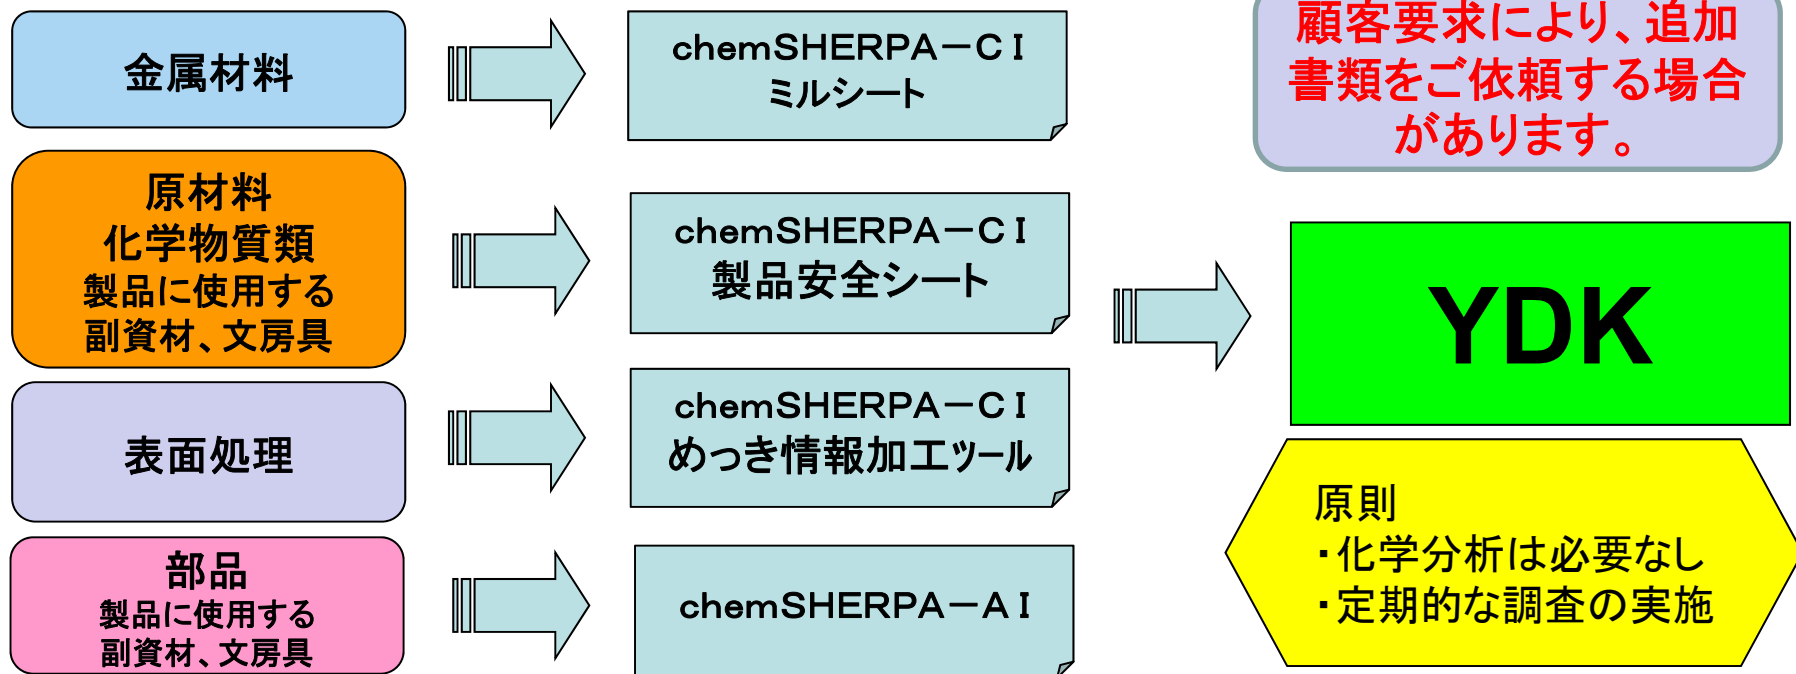 金属材料
chemSHERPA－CI
ミルシート
顧客要求により、追加
書類をご依頼する場合
があります。
原材料
化学物質類
製品に使用する
副資材、文房具
chemSHERPA－CI
製品安全シート
YDK
表面処理
chemSHERPA－CI
めっき情報加工ツール
原則
・化学分析は必要なし
・定期的な調査の実施
部品
製品に使用する
副資材、文房具
chemSHERPA－AI